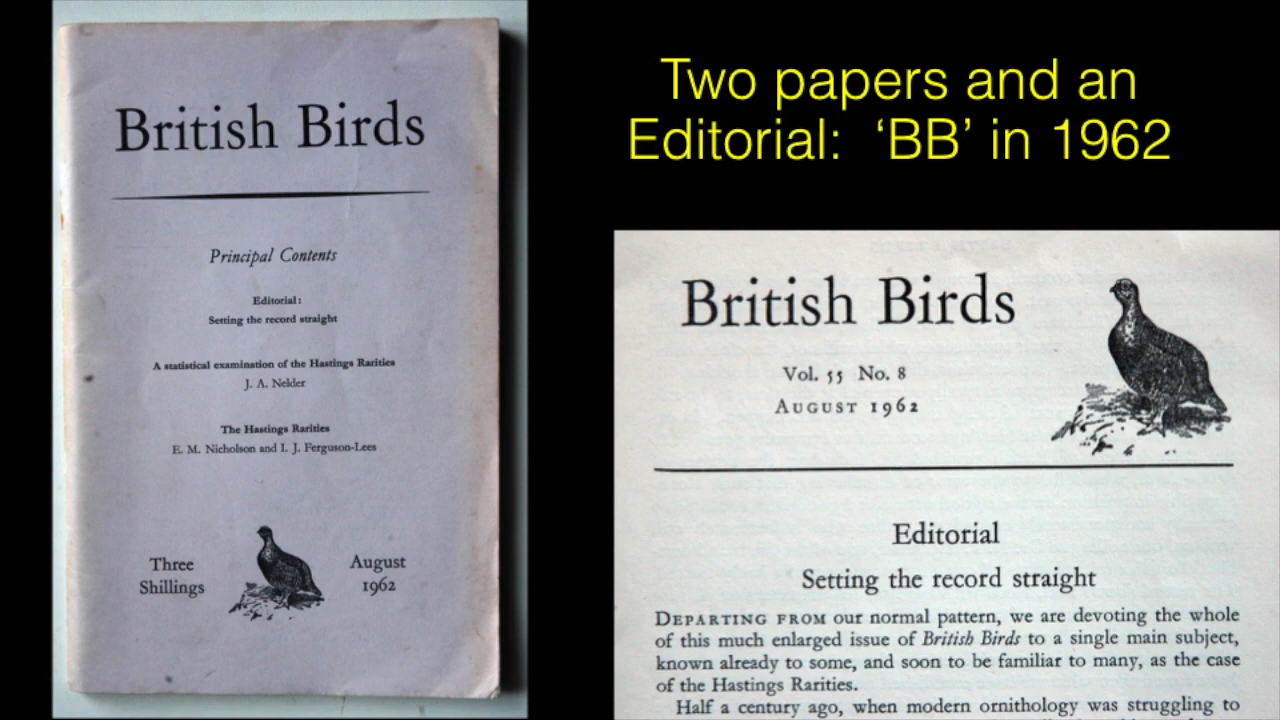 British Birds
Principal Contents
Editorial:
Setting the record straight
A statistical examination of the Hastings Rarities
J. A. Nelder
The Hastings Rarities
E. M. Nicholson and I. J. Ferguson-Lees
Three
Shillings
August
1962
Two papers and an
Editorial: ‘BB’ in 1962
British Birds
Vol. 55 No. 8
AUGUST 1962
Editorial
Setting the record straight
DEPARTING FROM our normal pattern, we are devoting the whole
of this much enlarged issue of British Birds to a single main subject,
known already to some, and soon to be familiar to many, as the case
of the Hastings Rarities.
Half a century ago, when modern ornithology was struggling to